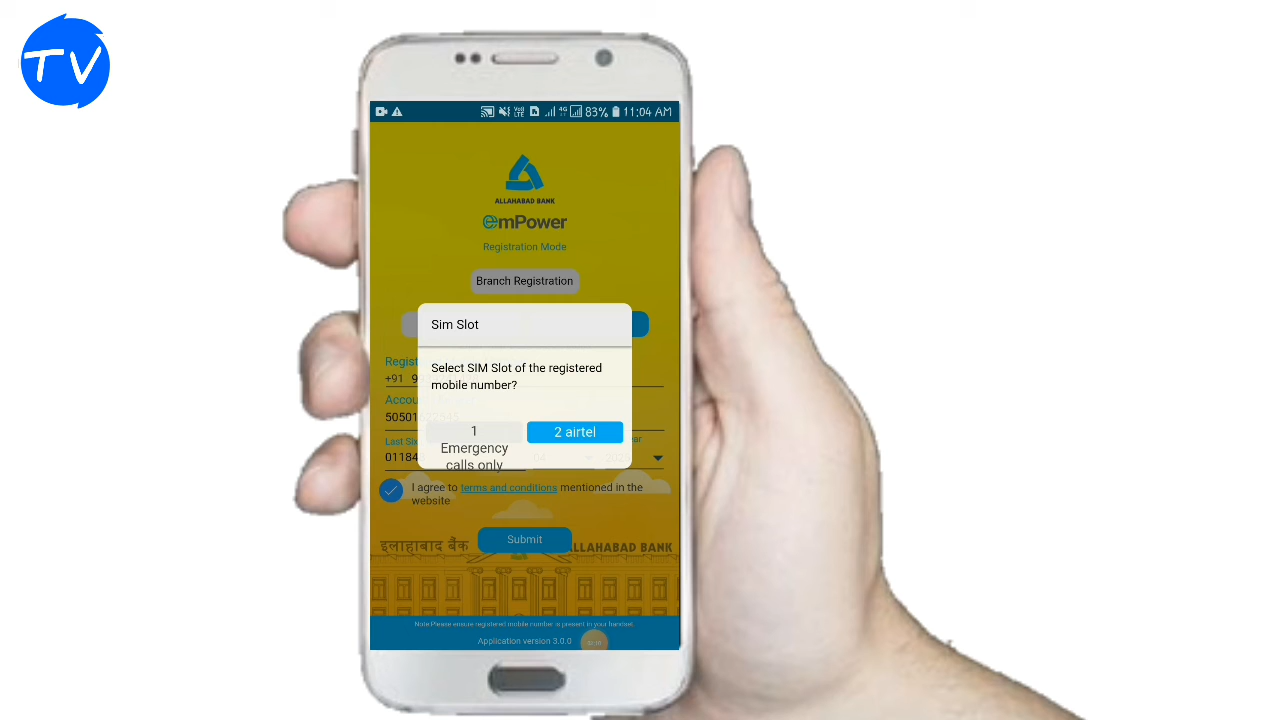 TV
83% 11:04 AM
ALLAHABAD BANK
emPower
Registration Mode
Branch Registration
Sim Slot
Select SIM Slot of the registered
mobile number?
Regist
+91 9
Accou
50501
1
2 airtel
Emergency
calls only
Last Six
01184
I agree to terms and conditions mentioned in the
website
Submit
इलाहाबाद बैंक
ALLAHABAD BANK
Note:Please ensure registered mobile number is present in your handset.
Application version 3.0.0